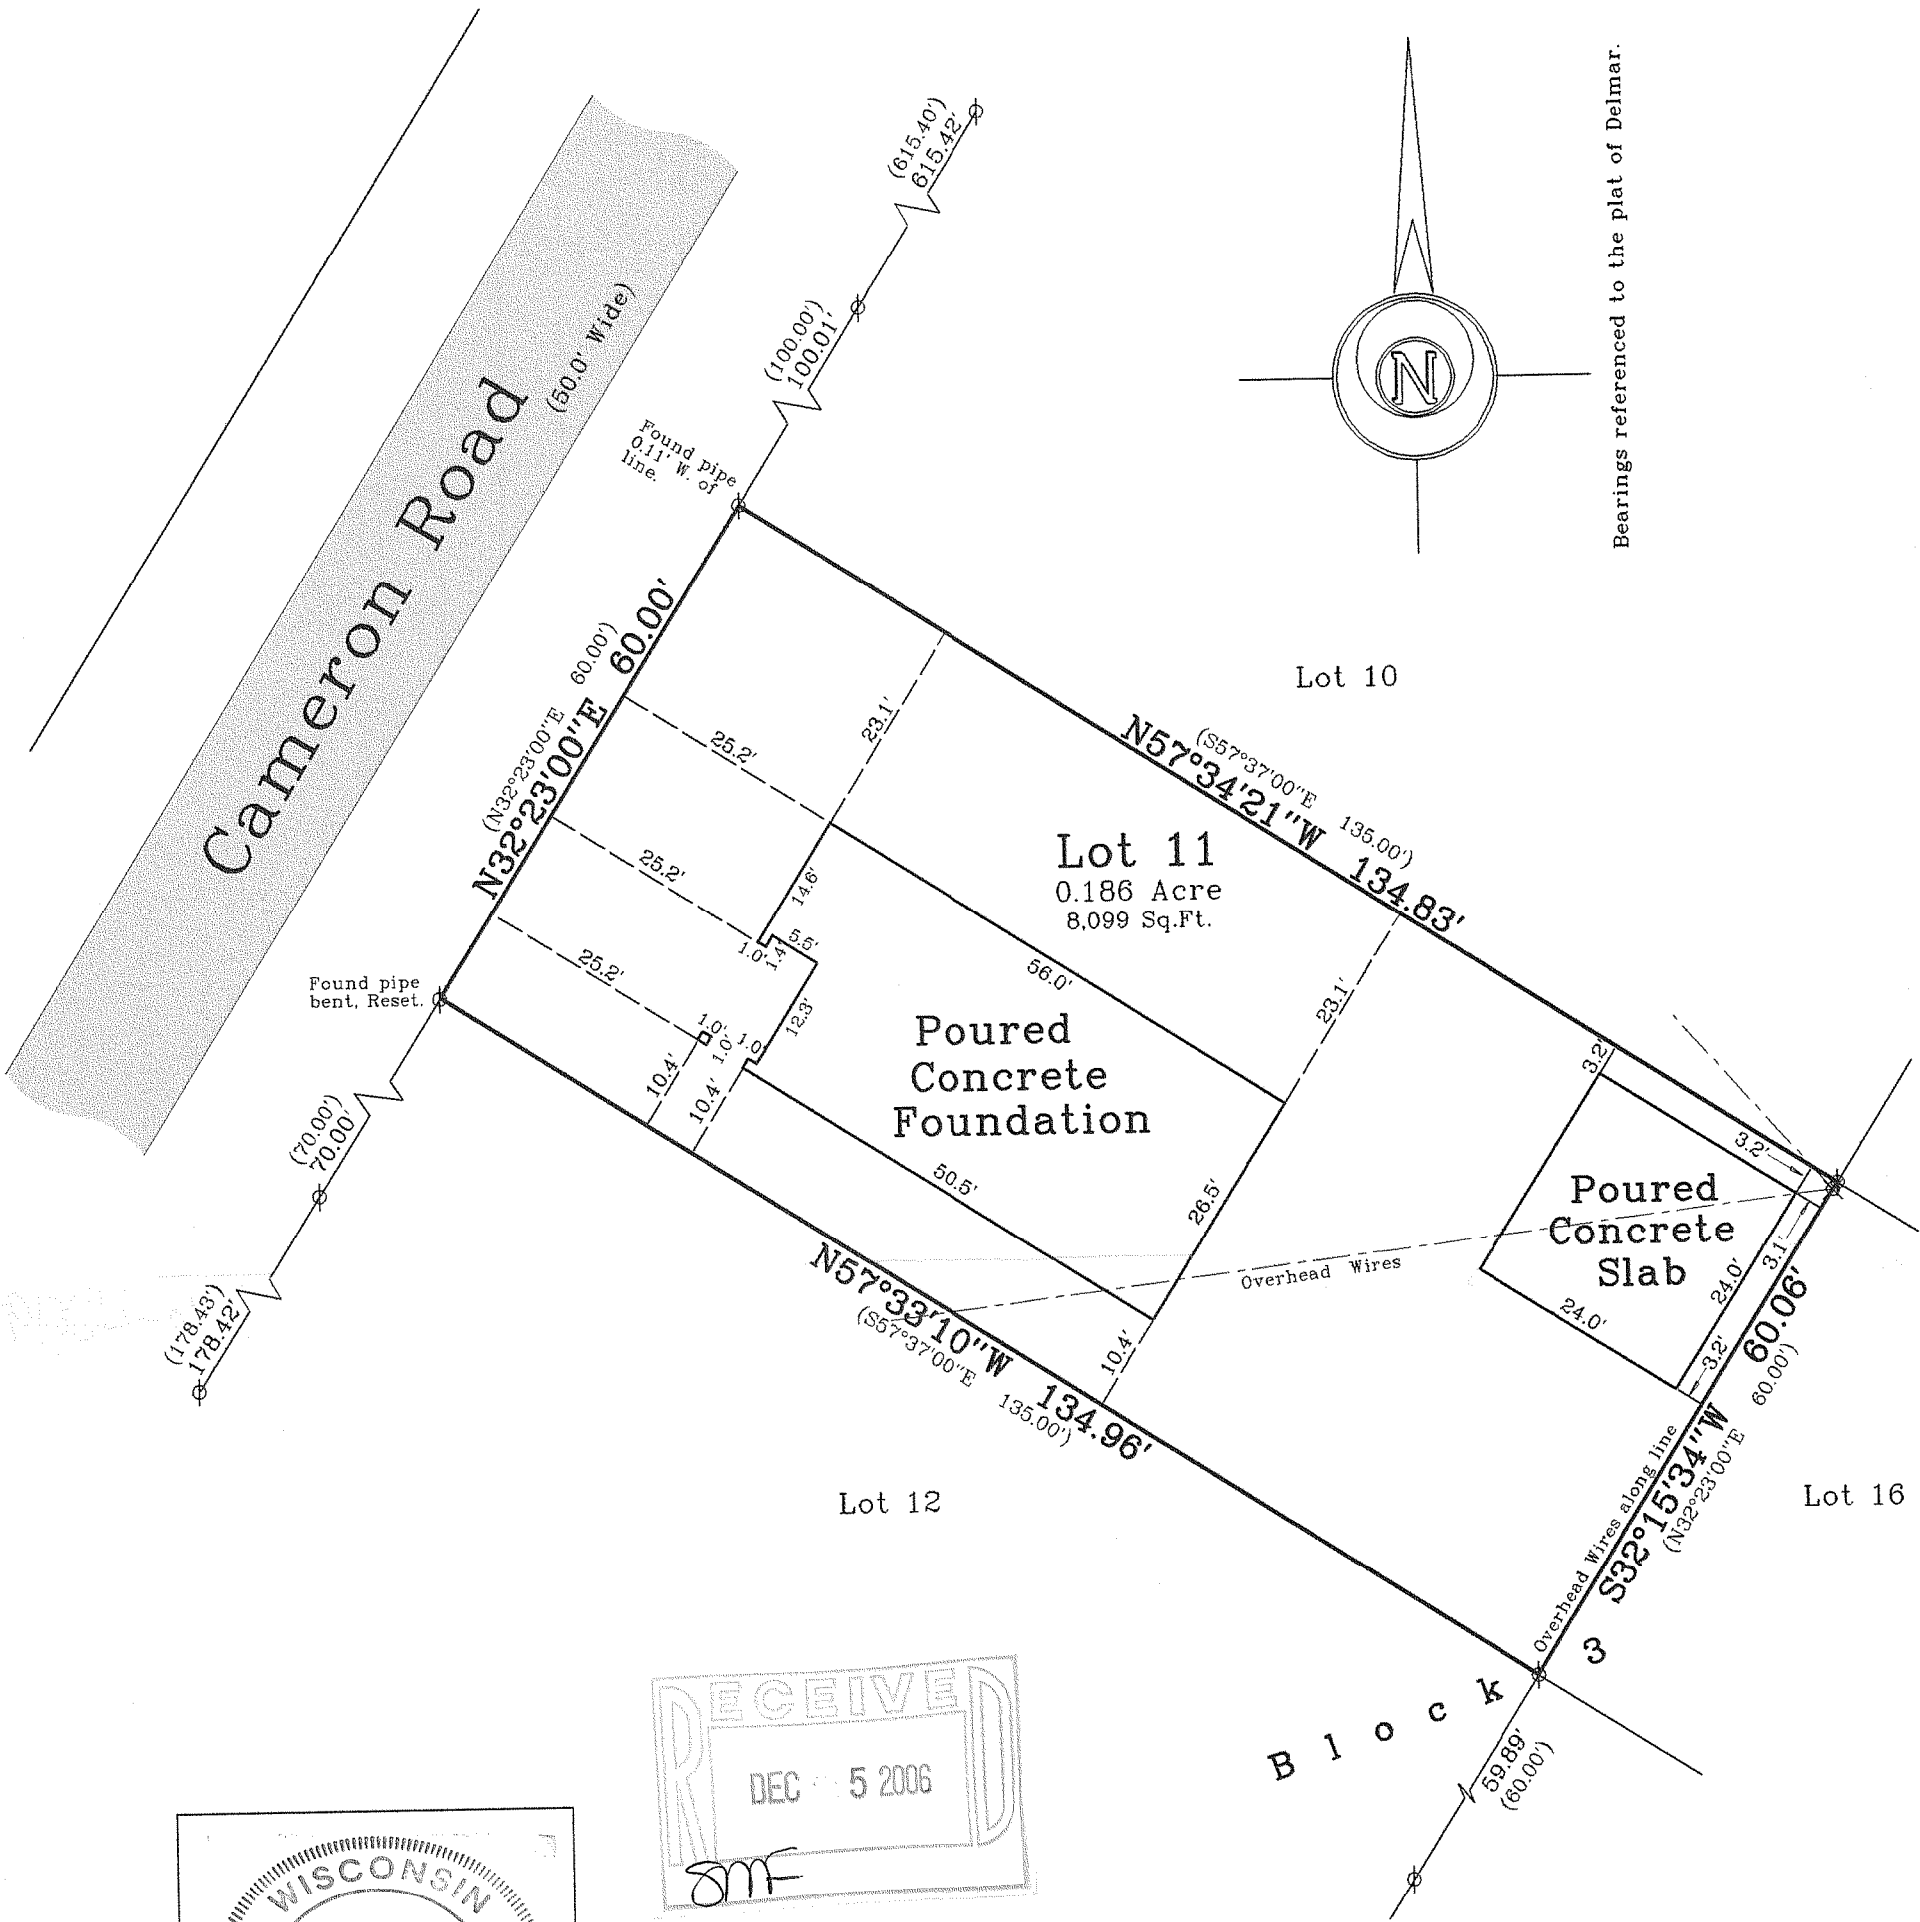 Bearings referenced to the plat of Delmar.
N
Cameron Road
(50.0' Wide)
(615.40')
615.42'
(100.00')
100.01'
Found pipe
0.11' W. of
line.
(N32°23'00"E 60.00')
N32°23'00"E 60.00'
Lot 10
(S57°37'00"E 135.00')
N57°34'21"W 134.83'
23.1'
25.2'
Lot 11
0.186 Acre
8,099 Sq.Ft.
25.2'
14.6'
5.5'
1.0'
1.4'
25.2'
56.0'
12.3'
23.1'
Found pipe
bent, Reset.
1.0'
1.0'
1.0'
10.4'
10.4'
Poured
Concrete
Foundation
50.5'
26.5'
10.4'
3.2'
3.2'
Poured
Concrete
Slab
24.0'
24.0'
3.1
3.2'
Overhead Wires
(70.00')
70.00'
(178.43')
178.42'
N57°33'10"W 134.96'
(S57°37'00"E 135.00')
Lot 12
Overhead Wires along line
S32°15'34"W 60.06'
(N32°23'00"E 60.00')
Lot 16
Block 3
59.89'
(60.00')
RECEIVED
DEC 5 2006
SMF
WISCONSIN